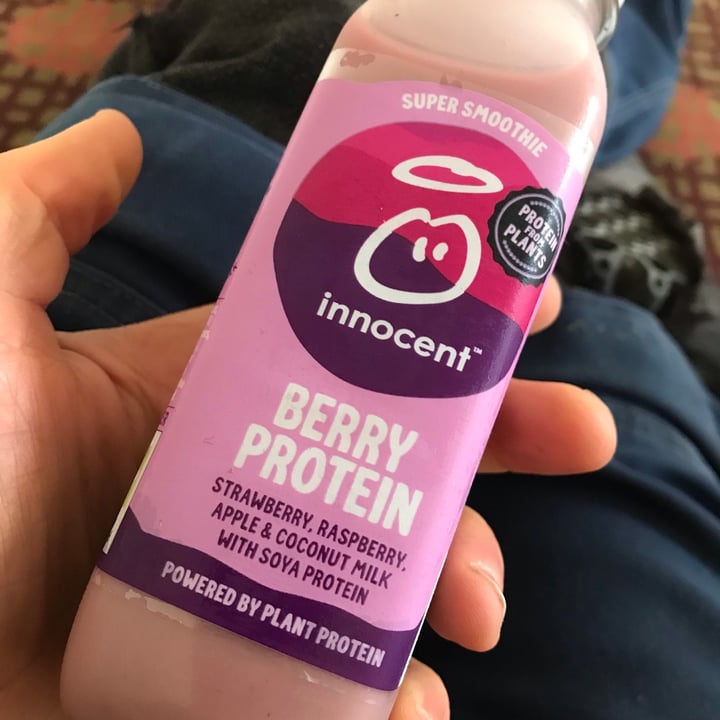 SUPER SMOOTHIE
PROTEIN
FROM
PLANTS
innocent™
BERRY
PROTEIN
STRAWBERRY, RASPBERRY,
APPLE & COCONUT MILK
WITH SOYA PROTEIN
POWERED BY PLANT PROTEIN